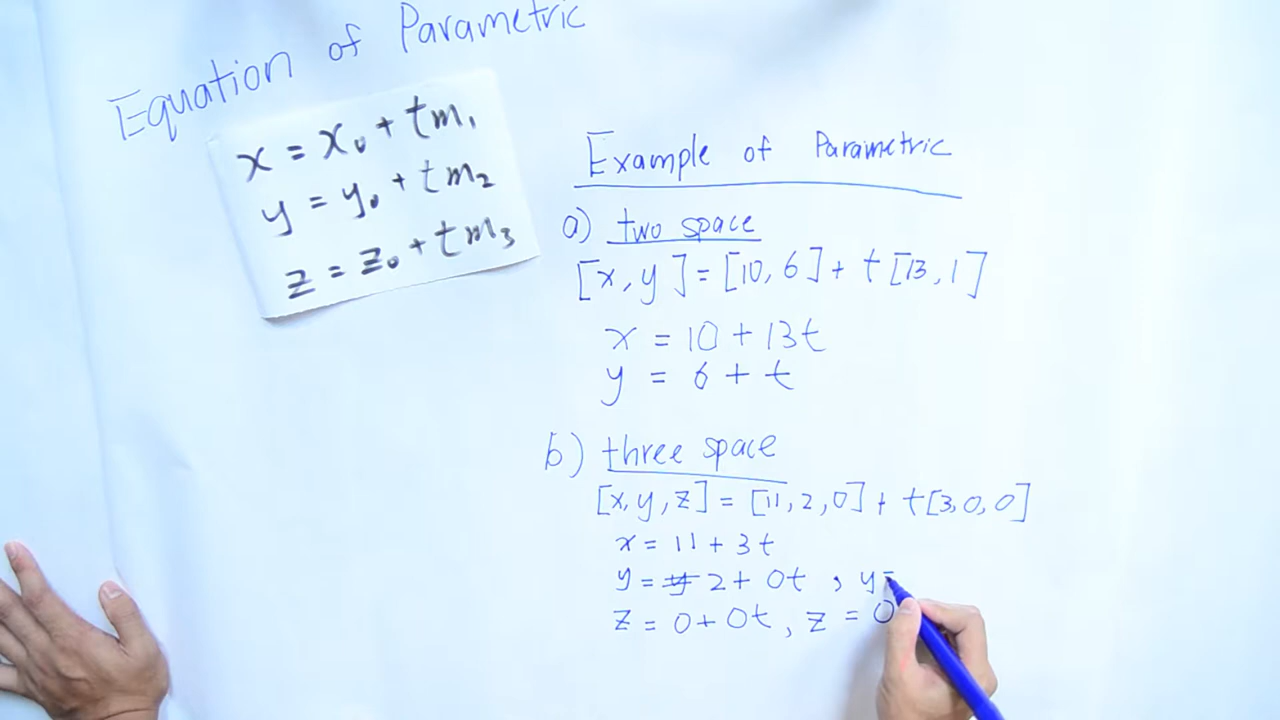 Equation of Parametric
x = x₀ + tm₁
y = y₀ + tm₂
z = z₀ + tm₃
Example of Parametric
a) two space
[x, y] = [10, 6] + t[13, 1]
x = 10 + 13t
y = 6 + t
b) three space
[x, y, z] = [11, 2, 0] + t[3, 0, 0]
x = 11 + 3t
y = 2 + 0t , y=
z = 0 + 0t, z = 0